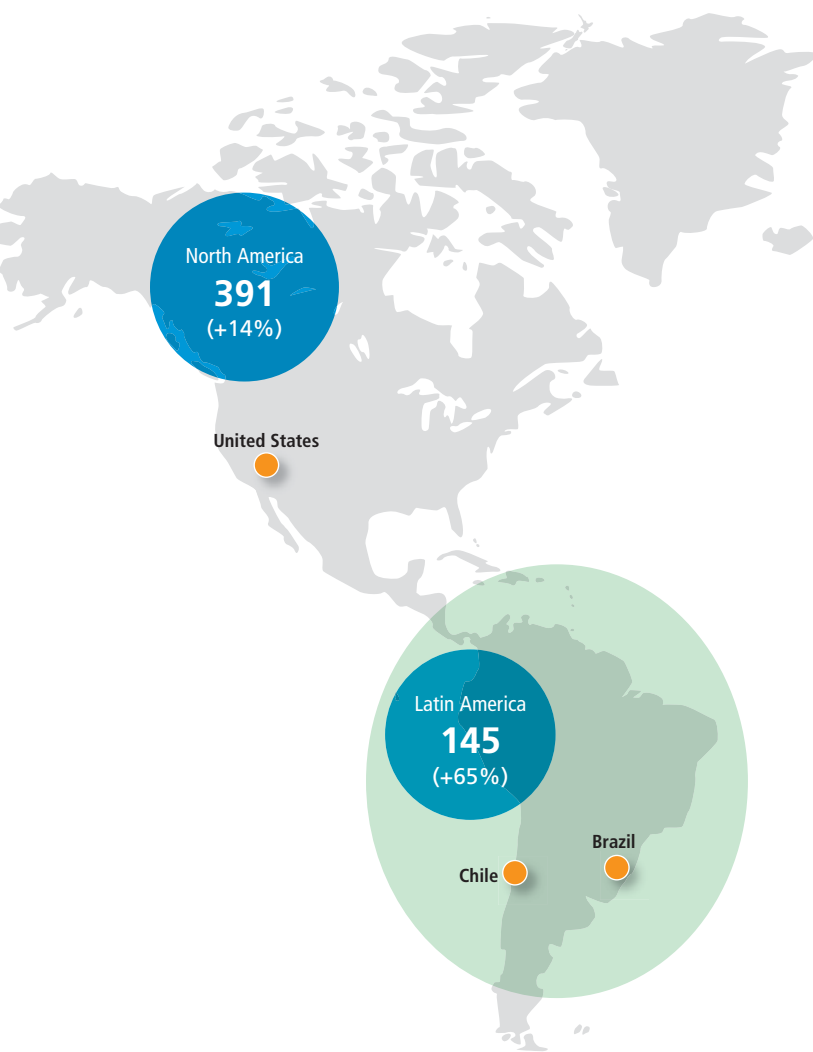 North America
391
(+14%)
United States
Latin America
145
(+65%)
Brazil
Chile